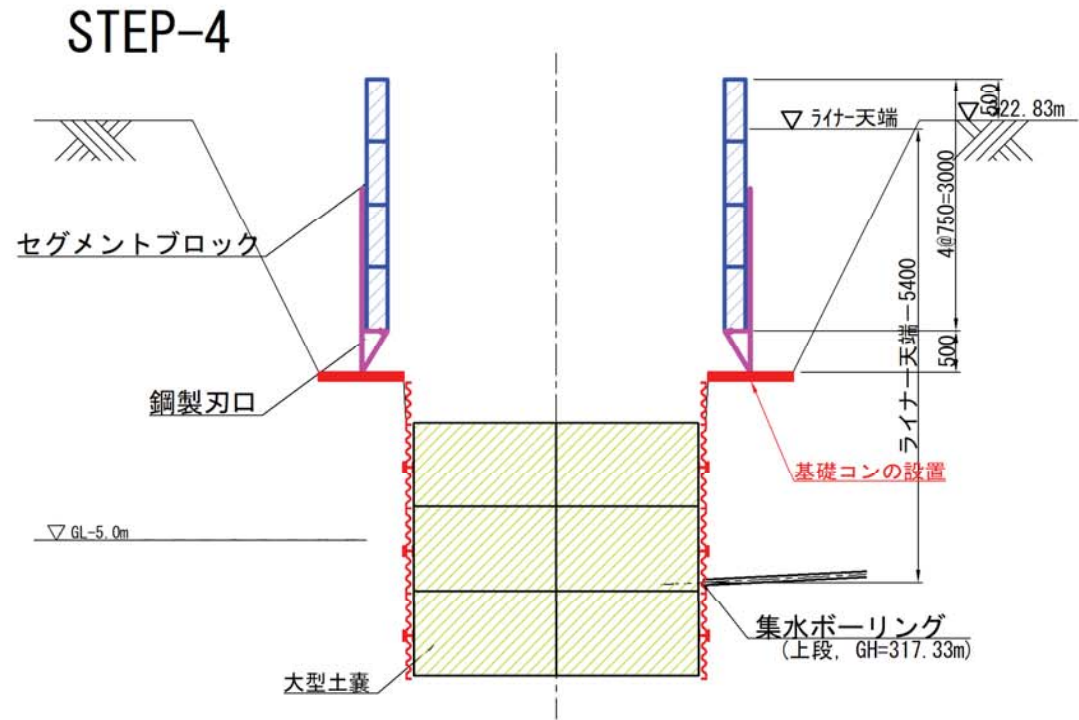 STEP-4
500
322.83m
ライナー天端
セグメントブロック
4@750=3000
ライナー天端-5400
500
鋼製刃口
基礎コンの設置
GL-5.0m
集水ボーリング
(上段, GH=317.33m)
大型土嚢